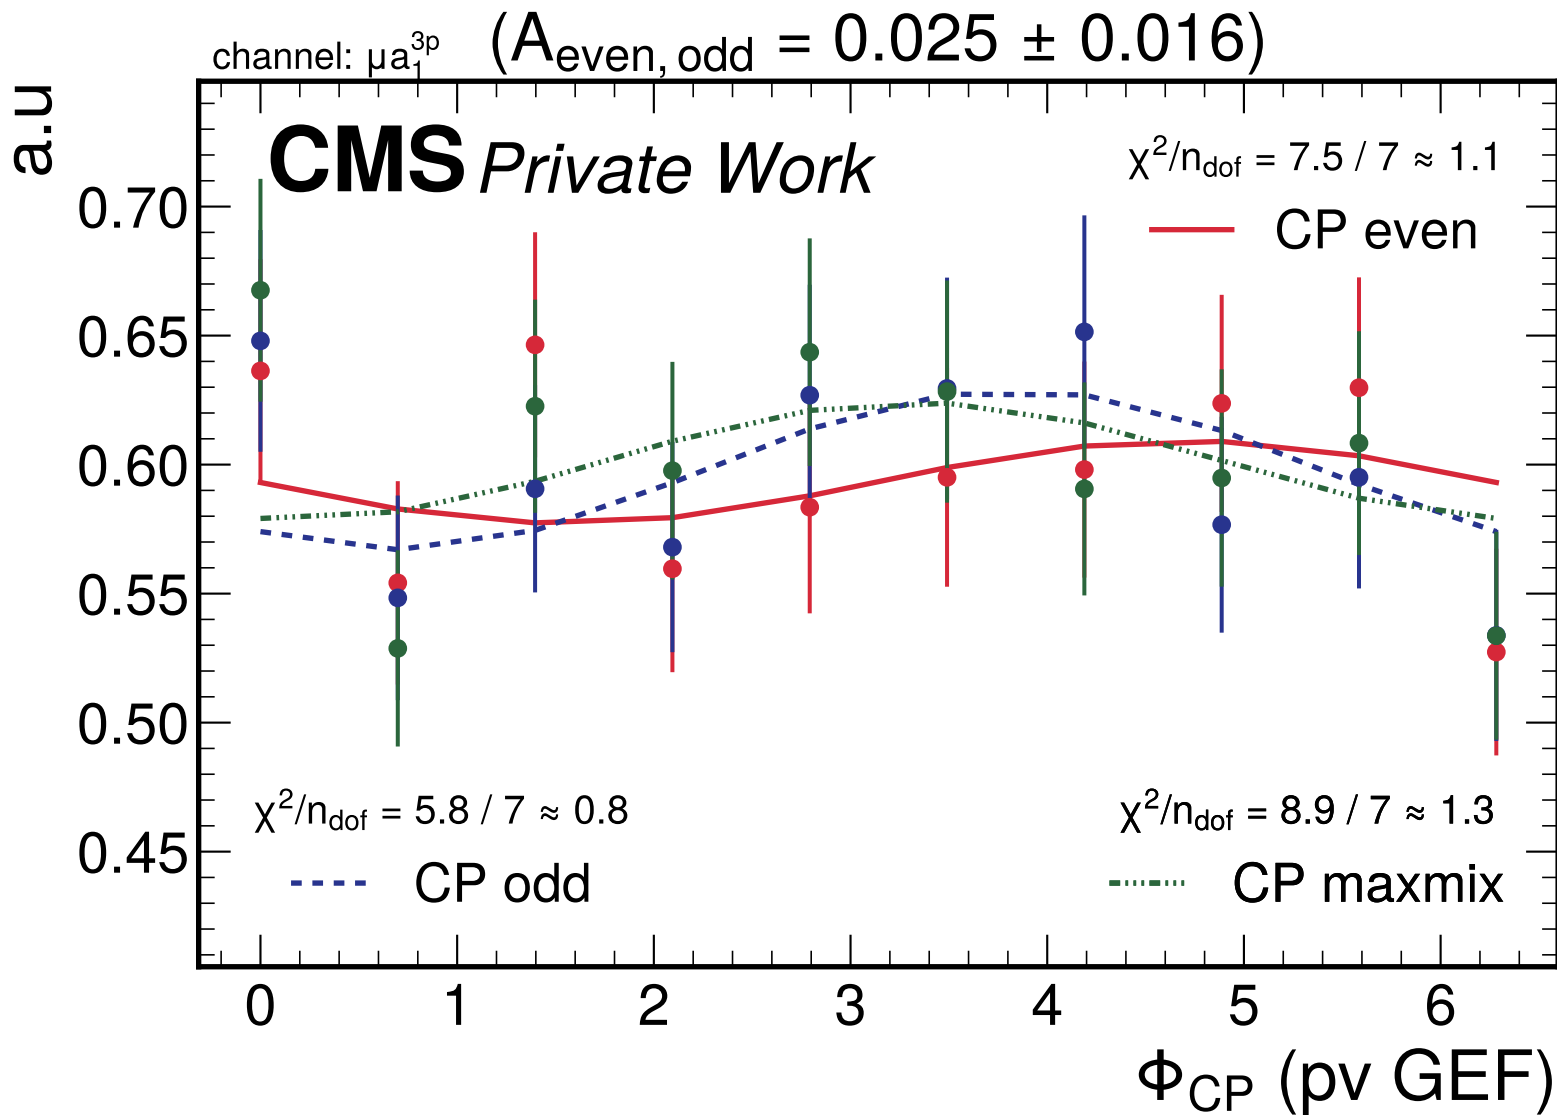 channel: μa₁³ᵖ (A_even, odd = 0.025 ± 0.016)
a.u
CMS Private Work
χ²/n_dof = 7.5 / 7 ≈ 1.1
CP even
0.70
0.65
0.60
0.55
0.50
0.45
χ²/n_dof = 5.8 / 7 ≈ 0.8
CP odd
χ²/n_dof = 8.9 / 7 ≈ 1.3
CP maxmix
0 1 2 3 4 5 6
Φ_CP (pv GEF)